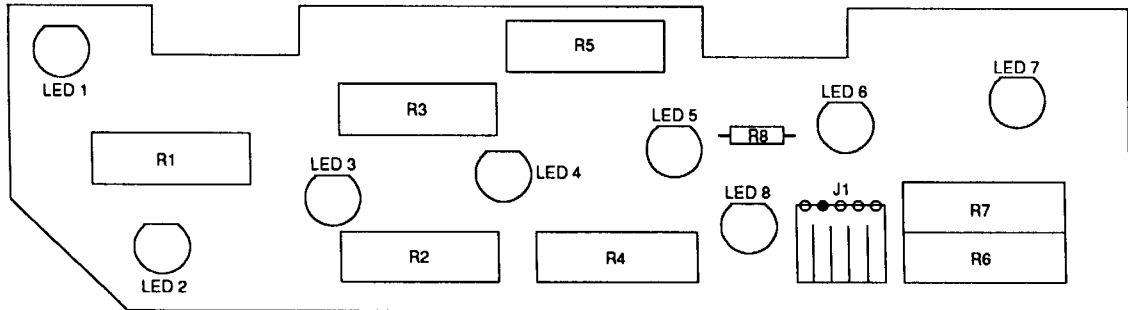 R5
LED 7
LED 1
LED 6
R3
LED 5
R8
R1
LED 3
LED 4
LED 8
J1
R7
R2
R4
R6
LED 2